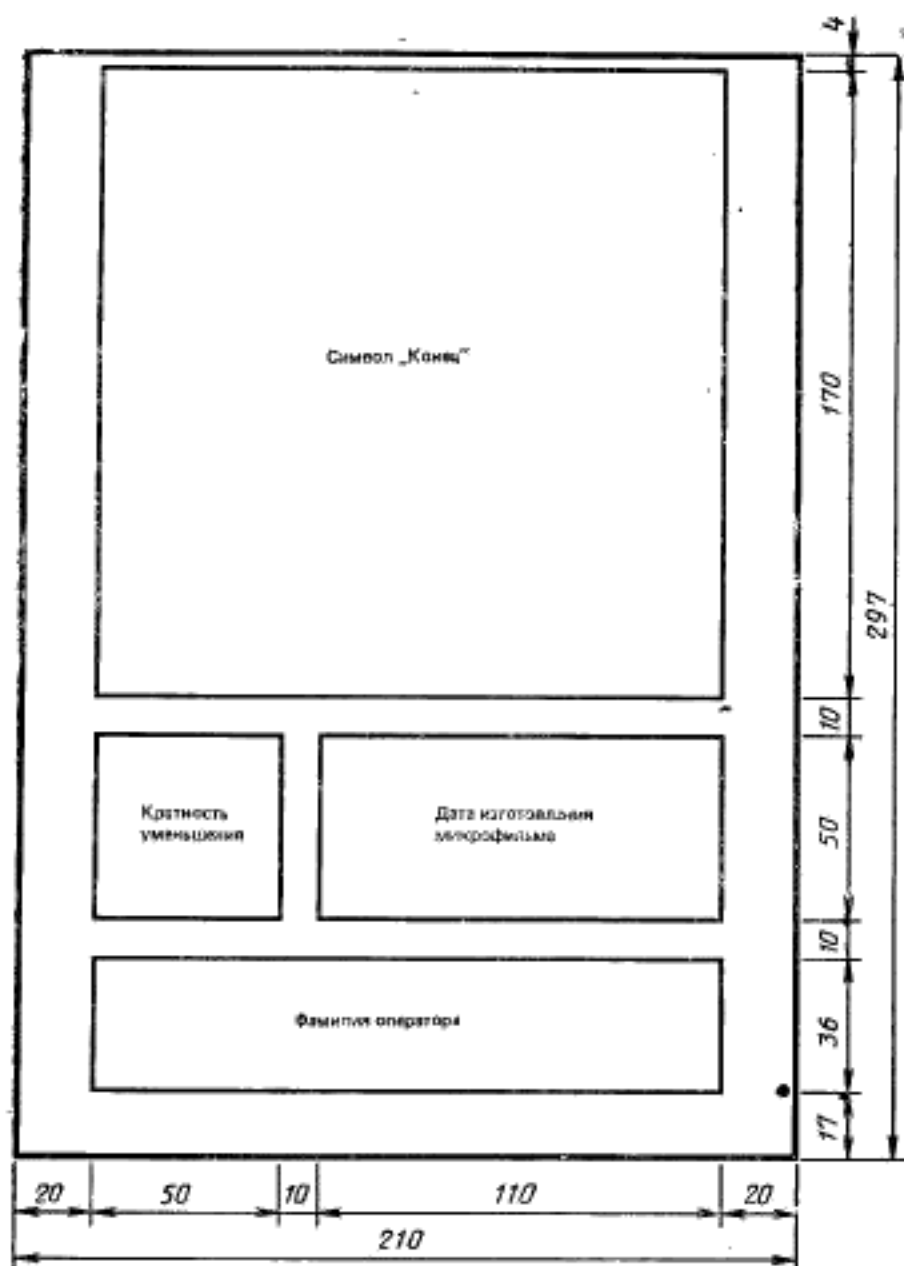 4
Символ „Конец"
170
297
10
Кратность
уменьшения
Дата изготовления
микрофильма
50
10
Фамилия оператора
36
17
20 50 10 110 20
210